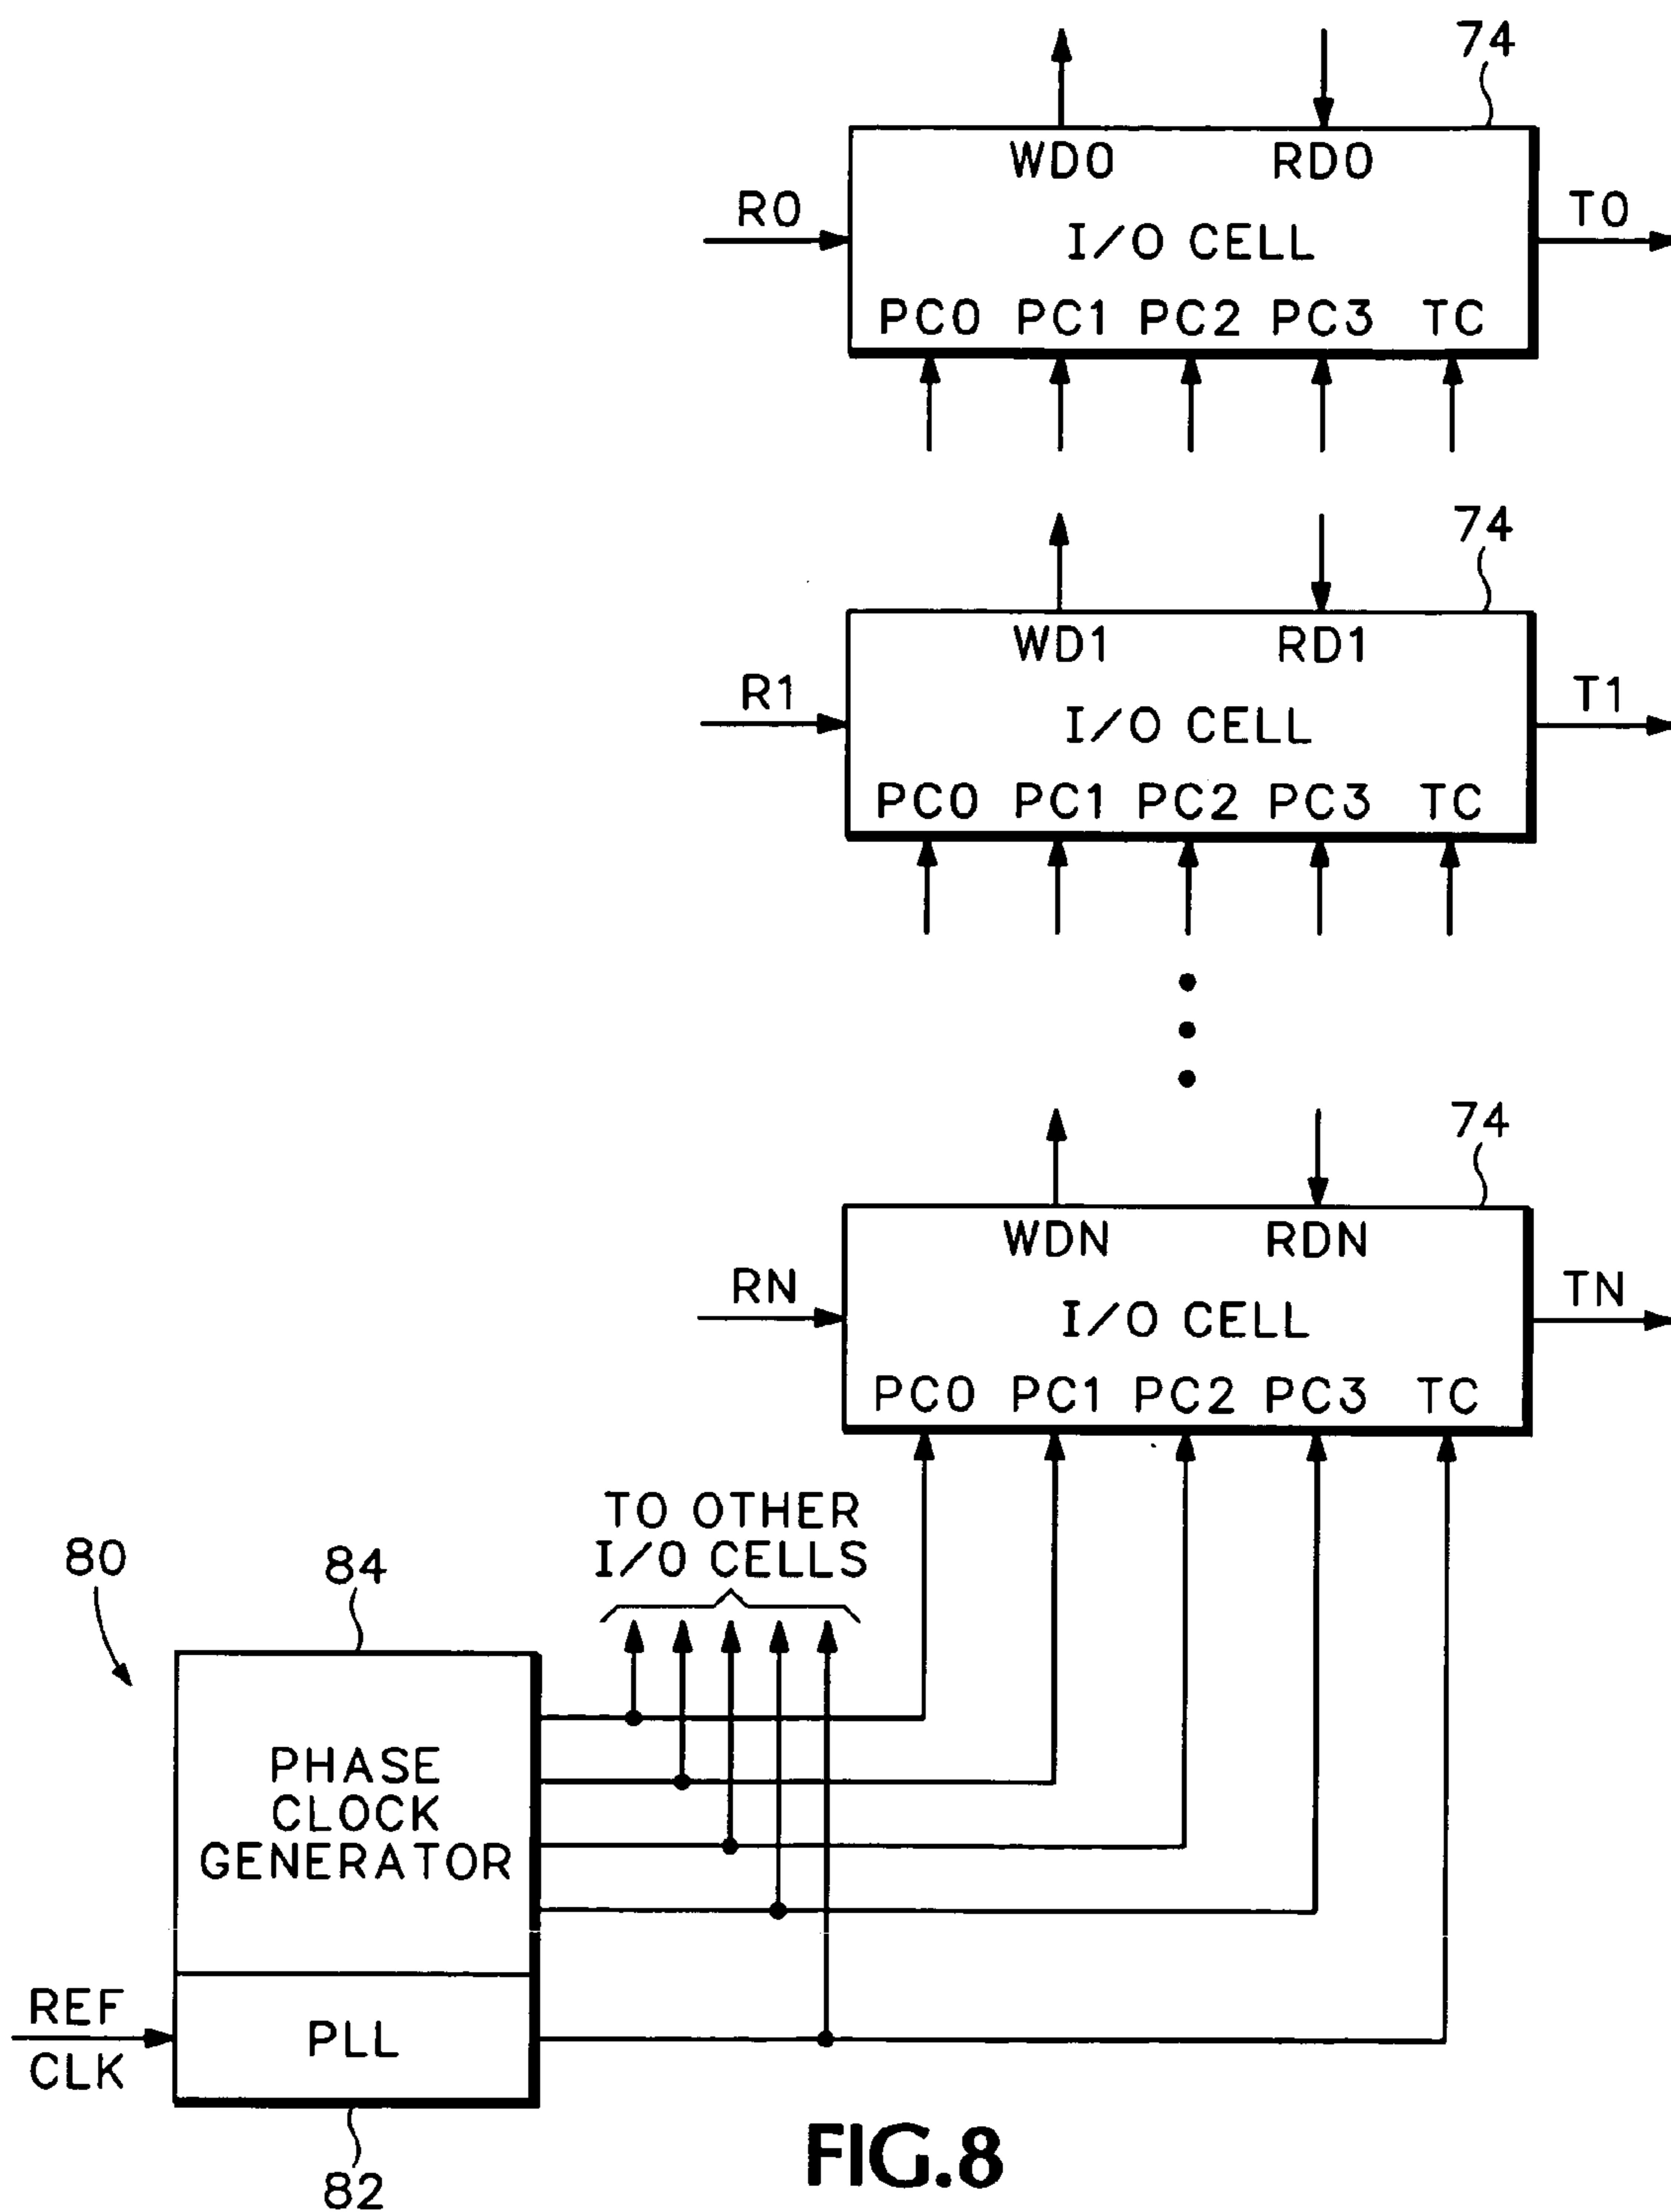 74
WD0 RD0
R0 T0
I/O CELL
PC0 PC1 PC2 PC3 TC
74
WD1 RD1
R1 T1
I/O CELL
PC0 PC1 PC2 PC3 TC
74
WDN RDN
RN TN
I/O CELL
PC0 PC1 PC2 PC3 TC
TO OTHER
I/O CELLS
80
84
PHASE
CLOCK
GENERATOR
REF
CLK
PLL
82
FIG.8